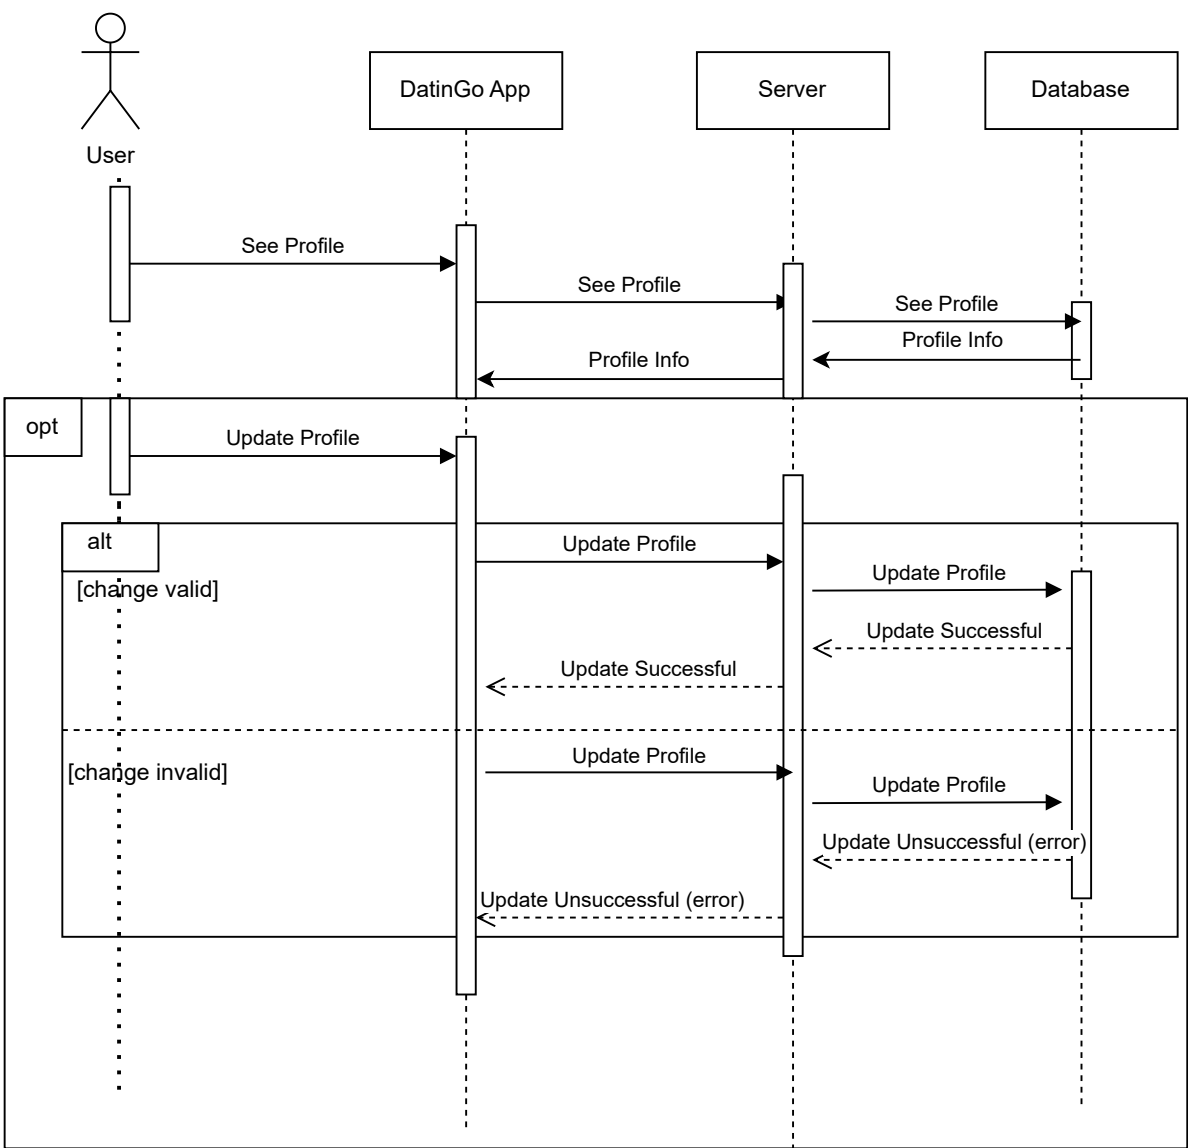 DatinGo App
Server
Database
User
See Profile
See Profile
See Profile
Profile Info
Profile Info
opt
Update Profile
alt
Update Profile
Update Profile
[change valid]
Update Successful
Update Successful
Update Profile
[change invalid]
Update Profile
Update Unsuccessful (error)
Update Unsuccessful (error)